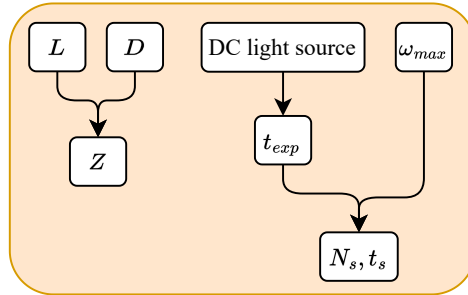 L D DC light source ω_max
Z t_exp
N_s, t_s